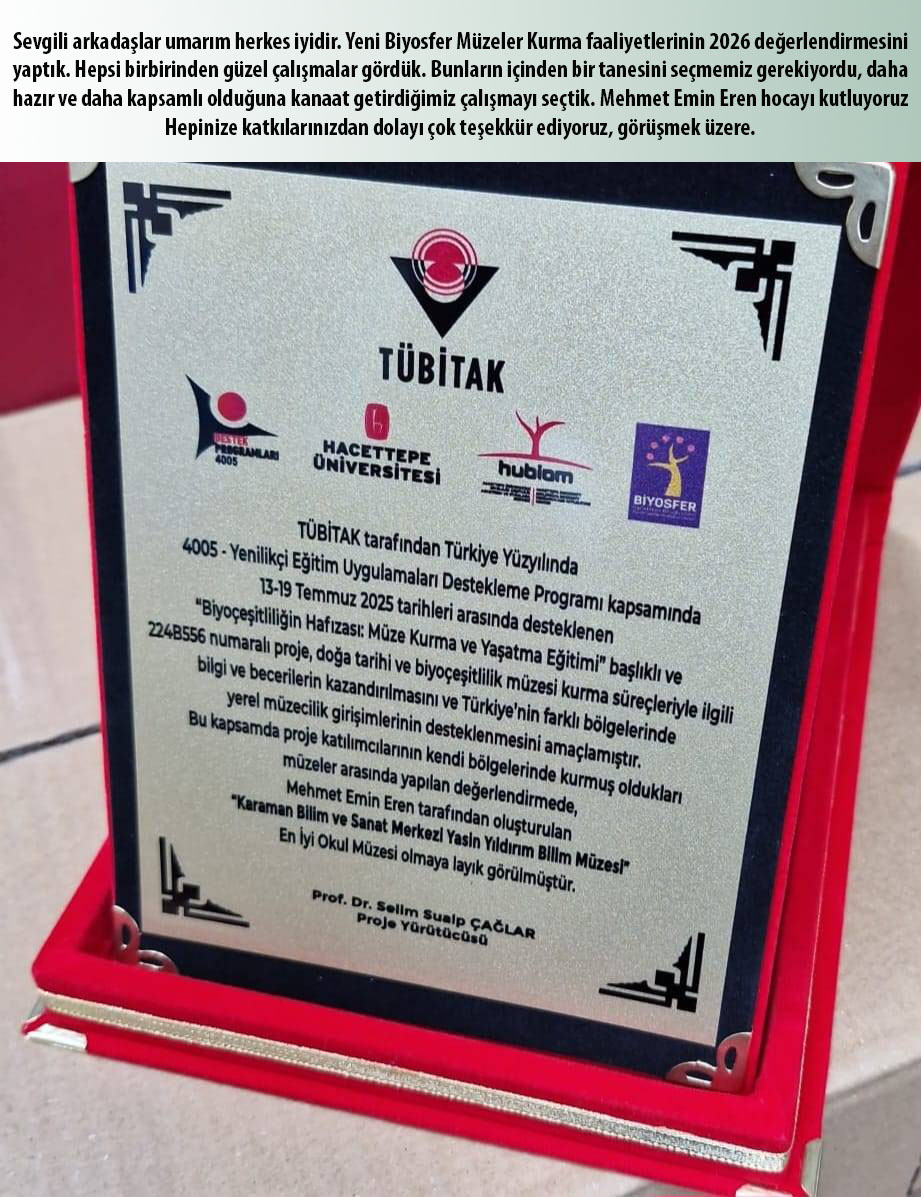 Sevgili arkadaşlar umarım herkes iyidir. Yeni Biyosfer Müzeler Kurma faaliyetlerinin 2026 değerlendirmesini
yaptık. Hepsi birbirinden güzel çalışmalar gördük. Bunların içinden bir tanesini seçmemiz gerekiyordu, daha
hazır ve daha kapsamlı olduğuna kanaat getirdiğimiz çalışmayı seçtik. Mehmet Emin Eren hocayı kutluyoruz
Hepinize katkılarınızdan dolayı çok teşekkür ediyoruz, görüşmek üzere.
TÜBİTAK
DESTEK
PROGRAMLARI
4005
HACETTEPE
ÜNİVERSİTESİ
hubiom
BİYOSFER
TÜBİTAK tarafından Türkiye Yüzyılında
4005 - Yenilikçi Eğitim Uygulamaları Destekleme Programı kapsamında
13-19 Temmuz 2025 tarihleri arasında desteklenen
“Biyoçeşitliliğin Hafızası: Müze Kurma ve Yaşatma Eğitimi” başlıklı ve
224B556 numaralı proje, doğa tarihi ve biyoçeşitlilik müzesi kurma süreçleriyle ilgili
bilgi ve becerilerin kazandırılmasını ve Türkiye’nin farklı bölgelerinde
yerel müzecilik girişimlerinin desteklenmesini amaçlamıştır.
Bu kapsamda proje katılımcılarının kendi bölgelerinde kurmuş oldukları
müzeler arasında yapılan değerlendirmede,
Mehmet Emin Eren tarafından oluşturulan
“Karaman Bilim ve Sanat Merkezi Yasin Yıldırım Bilim Müzesi”
En İyi Okul Müzesi olmaya layık görülmüştür.
Prof. Dr. Selim Sualp ÇAĞLAR
Proje Yürütücüsü